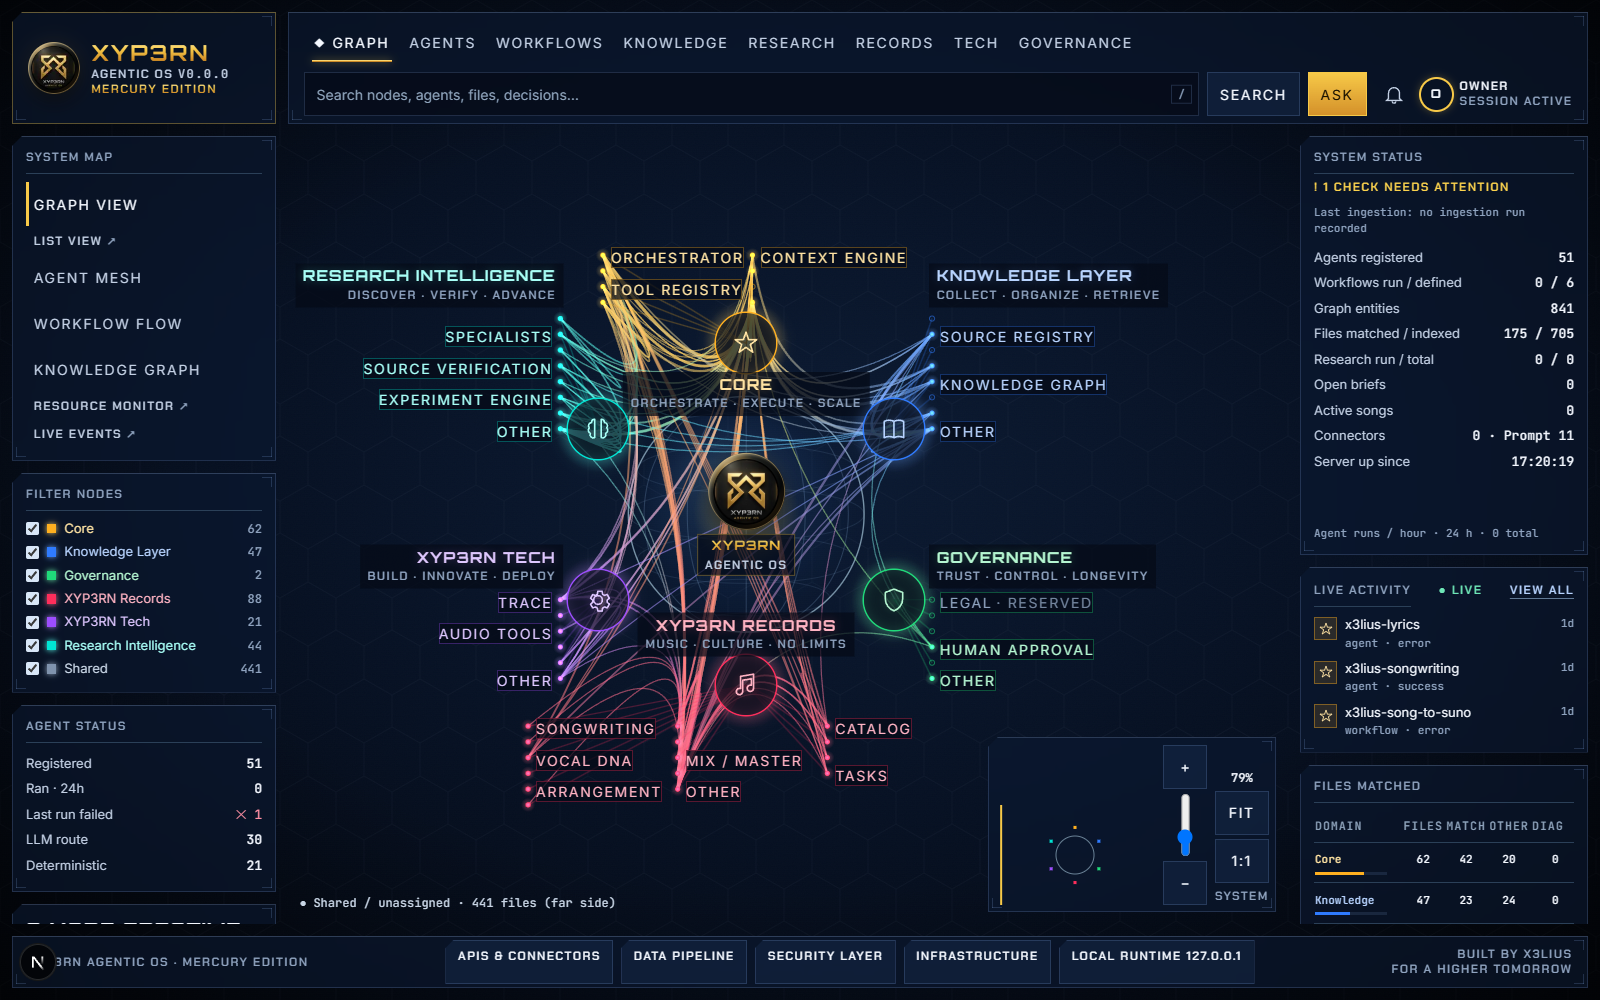 XYP3RN
AGENTIC OS V0.0.0
MERCURY EDITION
◆ GRAPH AGENTS WORKFLOWS KNOWLEDGE RESEARCH RECORDS TECH GOVERNANCE
Search nodes, agents, files, decisions... /
SEARCH
ASK
OWNER
SESSION ACTIVE
SYSTEM MAP
GRAPH VIEW
LIST VIEW ↗
AGENT MESH
WORKFLOW FLOW
KNOWLEDGE GRAPH
RESOURCE MONITOR ↗
LIVE EVENTS ↗
FILTER NODES
Core 62
Knowledge Layer 47
Governance 2
XYP3RN Records 88
XYP3RN Tech 21
Research Intelligence 44
Shared 441
AGENT STATUS
Registered 51
Ran · 24h 0
Last run failed × 1
LLM route 30
Deterministic 21
ORCHESTRATOR
CONTEXT ENGINE
TOOL REGISTRY
RESEARCH INTELLIGENCE
DISCOVER · VERIFY · ADVANCE
SPECIALISTS
SOURCE VERIFICATION
EXPERIMENT ENGINE
OTHER
KNOWLEDGE LAYER
COLLECT · ORGANIZE · RETRIEVE
SOURCE REGISTRY
KNOWLEDGE GRAPH
OTHER
CORE
ORCHESTRATE · EXECUTE · SCALE
XYP3RN
XYP3RN
AGENTIC OS
XYP3RN TECH
BUILD · INNOVATE · DEPLOY
TRACE
AUDIO TOOLS
OTHER
GOVERNANCE
TRUST · CONTROL · LONGEVITY
LEGAL · RESERVED
HUMAN APPROVAL
OTHER
XYP3RN RECORDS
MUSIC · CULTURE · NO LIMITS
SONGWRITING
VOCAL DNA
ARRANGEMENT
MIX / MASTER
OTHER
CATALOG
TASKS
● Shared / unassigned · 441 files (far side)
+
79%
FIT
1:1
−
SYSTEM
SYSTEM STATUS
! 1 CHECK NEEDS ATTENTION
Last ingestion: no ingestion run
recorded
Agents registered 51
Workflows run / defined 0 / 6
Graph entities 841
Files matched / indexed 175 / 705
Research run / total 0 / 0
Open briefs 0
Active songs 0
Connectors 0 · Prompt 11
Server up since 17:20:19
Agent runs / hour · 24 h · 0 total
LIVE ACTIVITY ● LIVE VIEW ALL
x3lius-lyrics 1d
agent · error
x3lius-songwriting 1d
agent · success
x3lius-song-to-suno 1d
workflow · error
FILES MATCHED
DOMAIN FILES MATCH OTHER DIAG
Core 62 42 20 0
Knowledge 47 23 24 0
N
3RN AGENTIC OS · MERCURY EDITION
APIS & CONNECTORS
DATA PIPELINE
SECURITY LAYER
INFRASTRUCTURE
LOCAL RUNTIME 127.0.0.1
BUILT BY X3LIUS
FOR A HIGHER TOMORROW